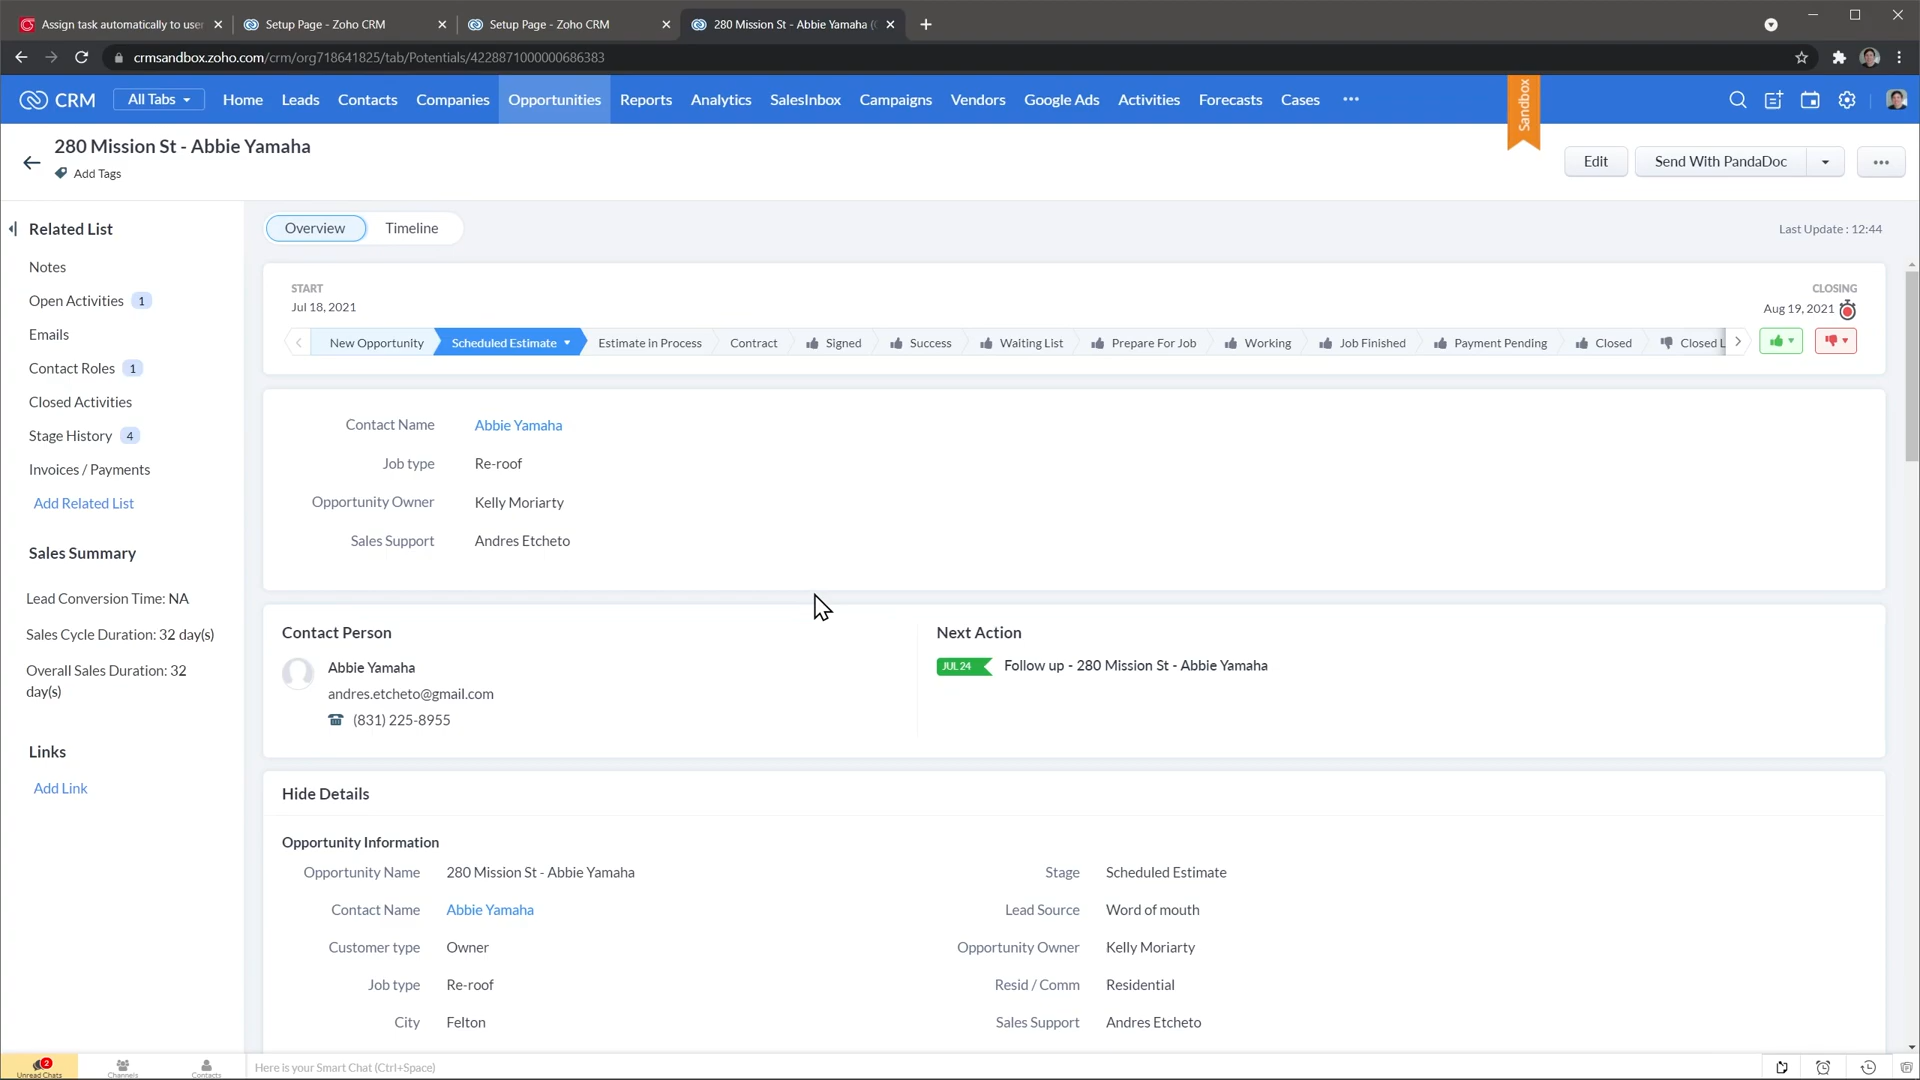 Assign task automatically to user
Setup Page - Zoho CRM
Setup Page - Zoho CRM
280 Mission St - Abbie Yamaha (
crmsandbox.zoho.com/crm/org718641825/tab/Potentials/4228871000000686383
CRM
All Tabs
Home
Leads
Contacts
Companies
Opportunities
Reports
Analytics
SalesInbox
Campaigns
Vendors
Google Ads
Activities
Forecasts
Cases
Sandbox
280 Mission St - Abbie Yamaha
Add Tags
Edit
Send With PandaDoc
Related List
Notes
Open Activities 1
Emails
Contact Roles 1
Closed Activities
Stage History 4
Invoices / Payments
Add Related List
Sales Summary
Lead Conversion Time: NA
Sales Cycle Duration: 32 day(s)
Overall Sales Duration: 32
day(s)
Links
Add Link
Overview
Timeline
Last Update : 12:44
START
Jul 18, 2021
CLOSING
Aug 19, 2021
New Opportunity
Scheduled Estimate
Estimate in Process
Contract
Signed
Success
Waiting List
Prepare For Job
Working
Job Finished
Payment Pending
Closed
Closed L
Contact Name Abbie Yamaha
Job type Re-roof
Opportunity Owner Kelly Moriarty
Sales Support Andres Etcheto
Contact Person
Abbie Yamaha
andres.etcheto@gmail.com
(831) 225-8955
Next Action
JUL 24 Follow up - 280 Mission St - Abbie Yamaha
Hide Details
Opportunity Information
Opportunity Name 280 Mission St - Abbie Yamaha
Stage Scheduled Estimate
Contact Name Abbie Yamaha
Lead Source Word of mouth
Customer type Owner
Opportunity Owner Kelly Moriarty
Job type Re-roof
Resid / Comm Residential
City Felton
Sales Support Andres Etcheto
2
Unread Chats
Channels
Contacts
Here is your Smart Chat (Ctrl+Space)